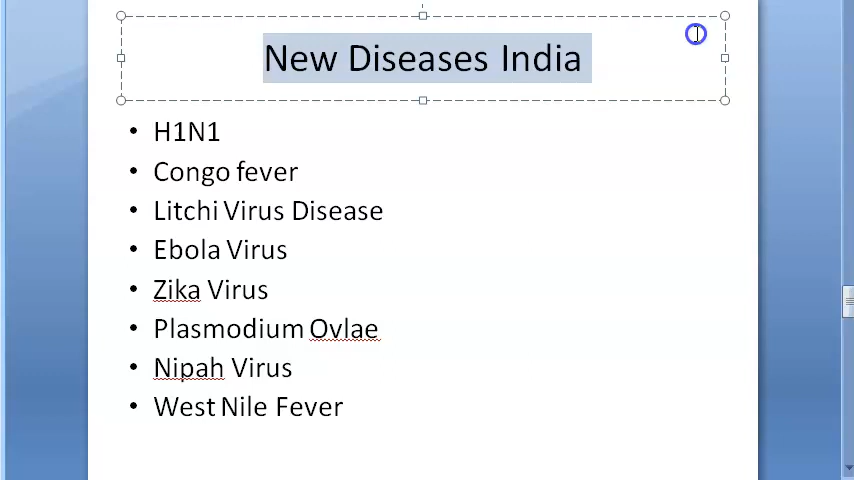 New Diseases India
• H1N1
• Congo fever
• Litchi Virus Disease
• Ebola Virus
• Zika Virus
• Plasmodium Ovlae
• Nipah Virus
• West Nile Fever